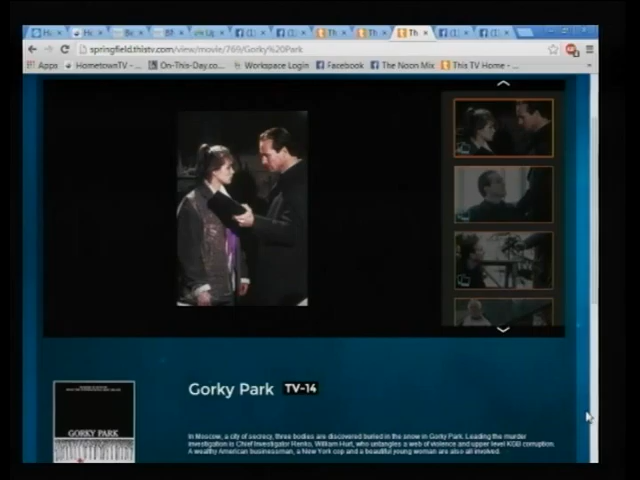 springfield.thistv.com/view/movie/769/Gorky%20Park
Apps HometownTV - ... On-This-Day.co... Workspace Login Facebook The Noon Mix This TV Home - ...
Gorky Park TV-14
GORKY PARK
In Moscow, a city of secrecy, three bodies are discovered buried in the snow in Gorky Park. Leading the murder
investigation is Chief Investigator Renko, William Hurt, who untangles a web of violence and upper level KGB corruption.
A wealthy American businessman, a New York cop and a beautiful young woman are also all involved.